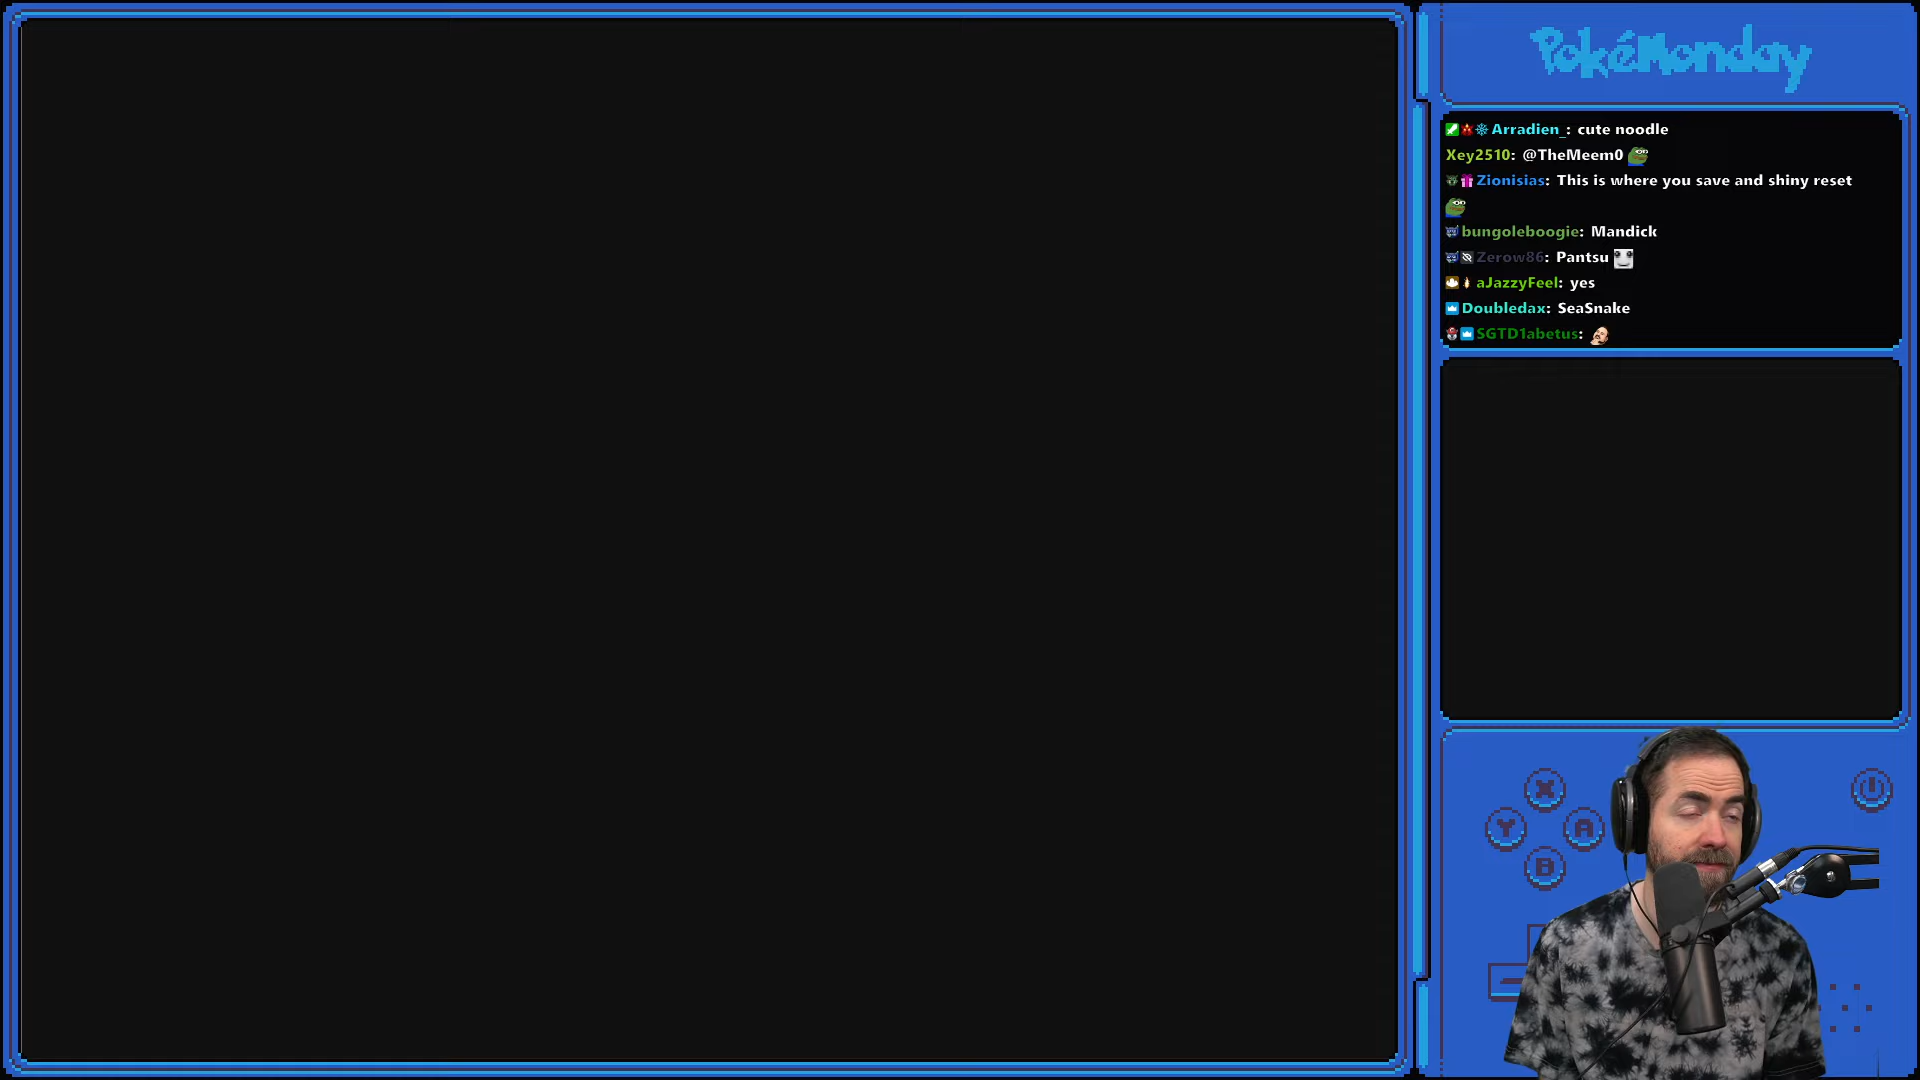 PokéMonday
Arradien_: cute noodle
Xey2510: @TheMeem0
Zionisias: This is where you save and shiny reset
bungoleboogie: Mandick
Zerow86: Pantsu
aJazzyFeel: yes
Doubledax: SeaSnake
SGTD1abetus:
X
Y A
B